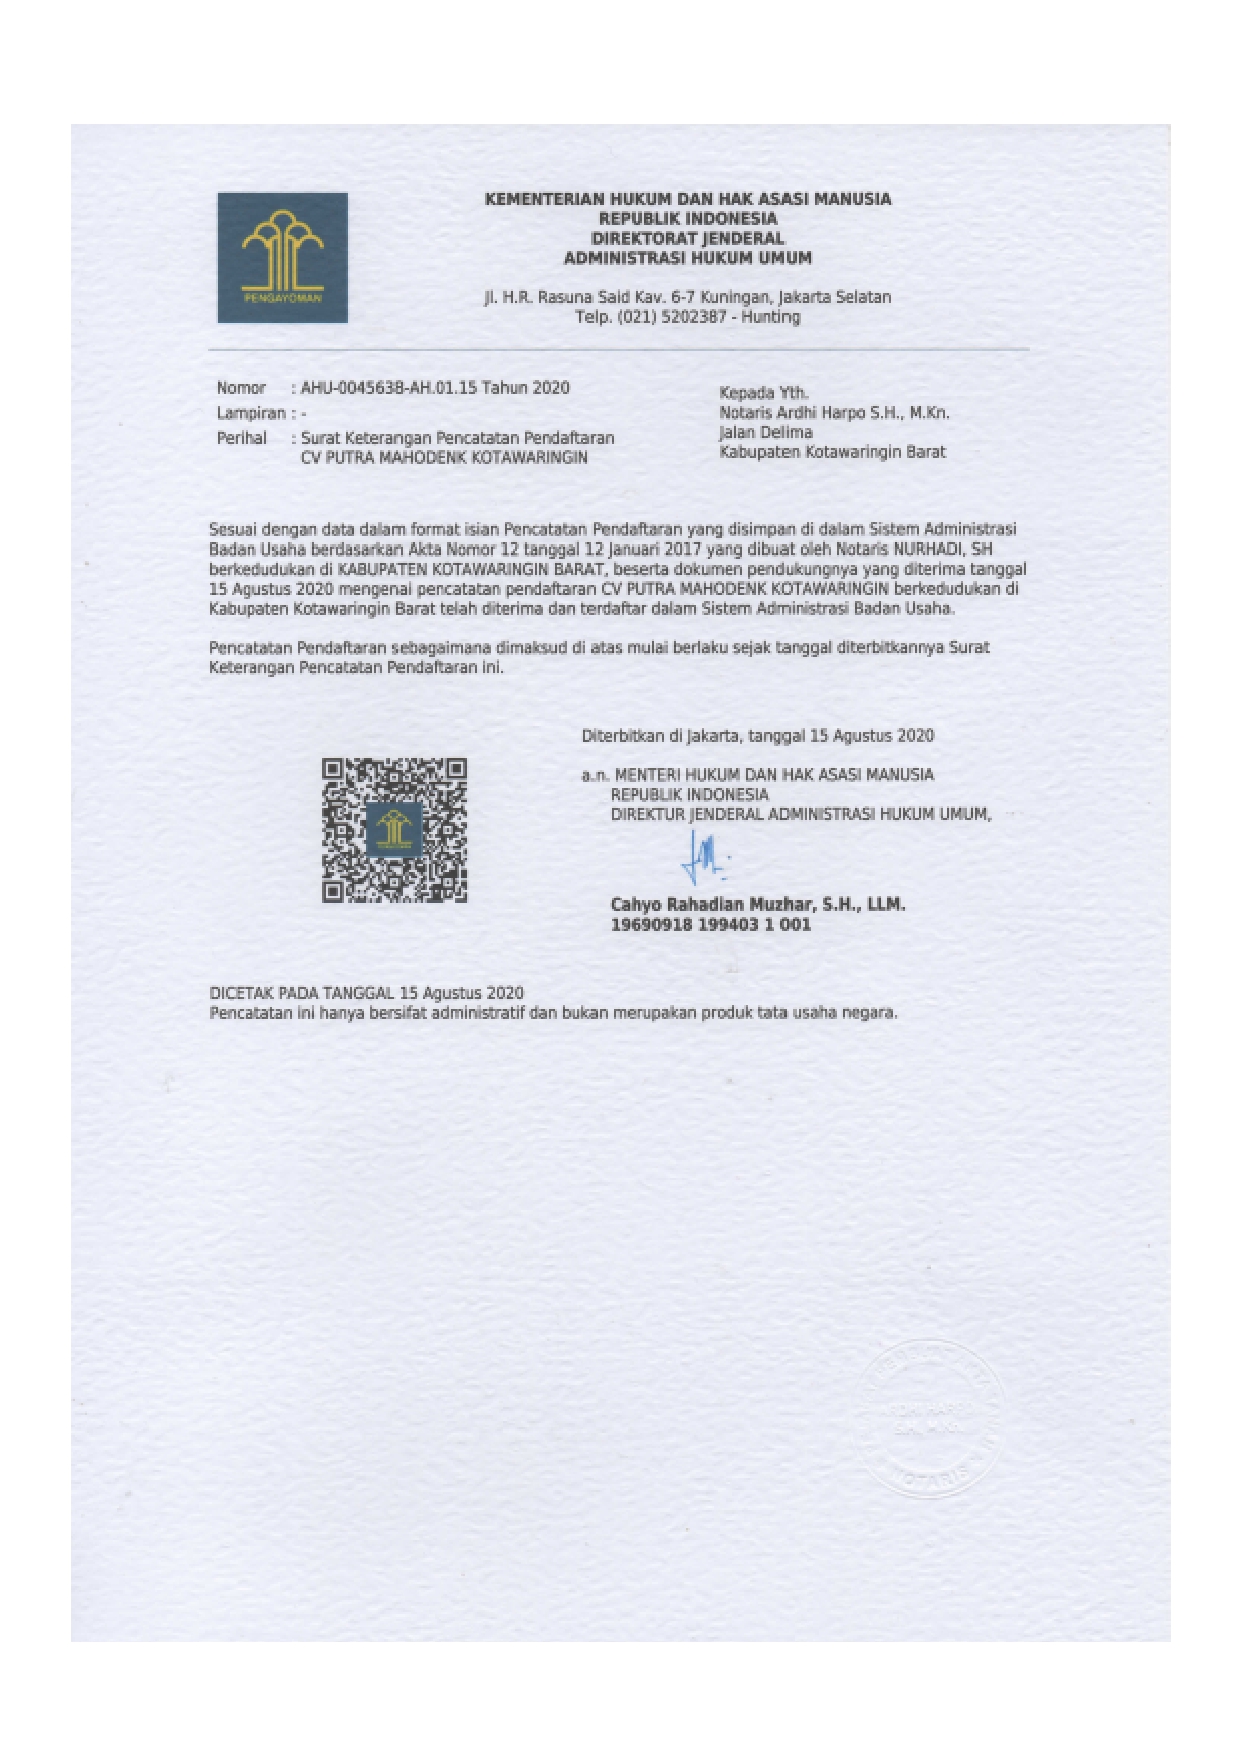 PENGAYOMAN
KEMENTERIAN HUKUM DAN HAK ASASI MANUSIA
REPUBLIK INDONESIA
DIREKTORAT JENDERAL
ADMINISTRASI HUKUM UMUM
Jl. H.R. Rasuna Said Kav. 6-7 Kuningan, Jakarta Selatan
Telp. (021) 5202387 - Hunting
Nomor : AHU-0045638-AH.01.15 Tahun 2020
Lampiran : -
Perihal : Surat Keterangan Pencatatan Pendaftaran
CV PUTRA MAHODENK KOTAWARINGIN
Kepada Yth.
Notaris Ardhi Harpo S.H., M.Kn.
Jalan Delima
Kabupaten Kotawaringin Barat
Sesuai dengan data dalam format isian Pencatatan Pendaftaran yang disimpan di dalam Sistem Administrasi
Badan Usaha berdasarkan Akta Nomor 12 tanggal 12 Januari 2017 yang dibuat oleh Notaris NURHADI, SH
berkedudukan di KABUPATEN KOTAWARINGIN BARAT, beserta dokumen pendukungnya yang diterima tanggal
15 Agustus 2020 mengenai pencatatan pendaftaran CV PUTRA MAHODENK KOTAWARINGIN berkedudukan di
Kabupaten Kotawaringin Barat telah diterima dan terdaftar dalam Sistem Administrasi Badan Usaha.
Pencatatan Pendaftaran sebagaimana dimaksud di atas mulai berlaku sejak tanggal diterbitkannya Surat
Keterangan Pencatatan Pendaftaran ini.
Diterbitkan di Jakarta, tanggal 15 Agustus 2020
a.n. MENTERI HUKUM DAN HAK ASASI MANUSIA
REPUBLIK INDONESIA
DIREKTUR JENDERAL ADMINISTRASI HUKUM UMUM,
Cahyo Rahadian Muzhar, S.H., LLM.
19690918 199403 1 001
DICETAK PADA TANGGAL 15 Agustus 2020
Pencatatan ini hanya bersifat administratif dan bukan merupakan produk tata usaha negara.
ARDHI HARPO
S.H., M.Kn.
NOTARIS